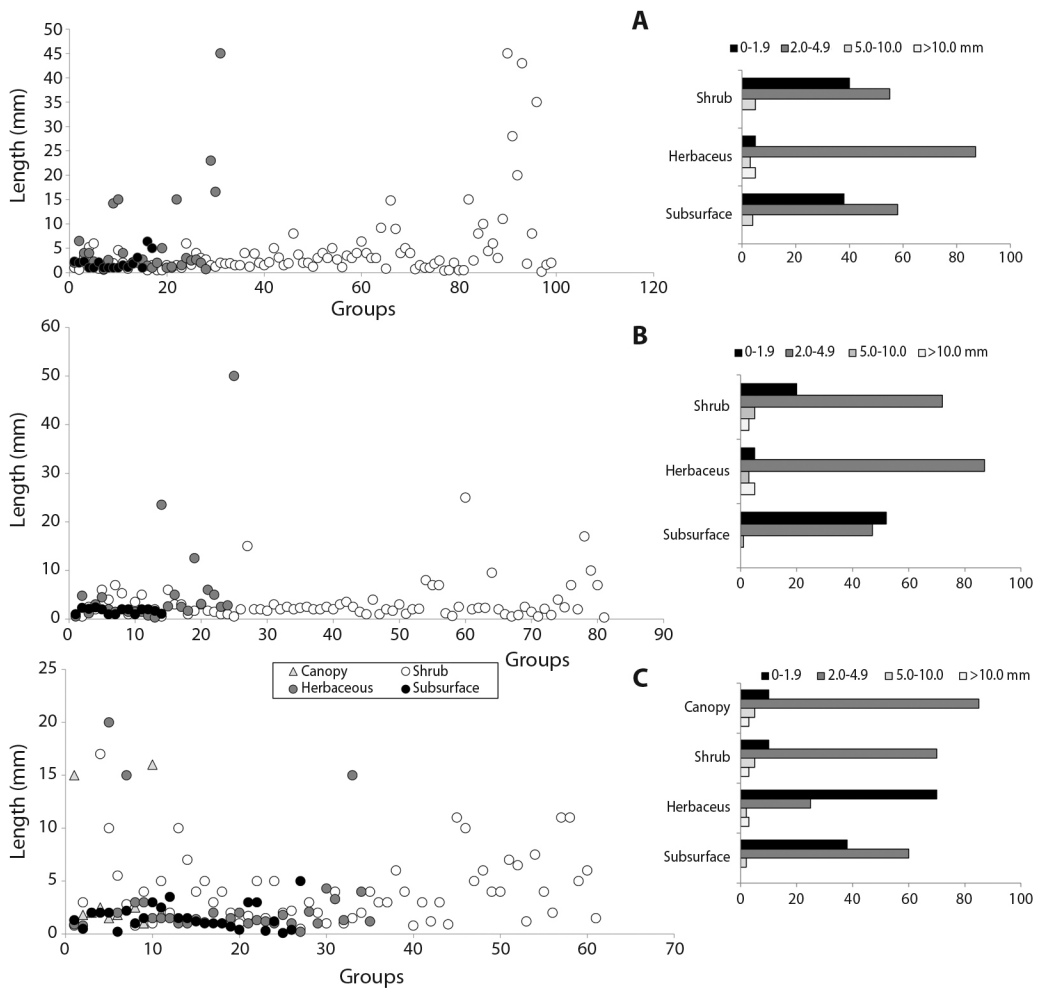 A
50
45
40
35
30
25
20
15
10
5
0
Length (mm)
0 20 40 60 80 100 120
Groups
0-1.9 2.0-4.9 5.0-10.0 >10.0 mm
Shrub
Herbaceus
Subsurface
0 20 40 60 80 100
B
60
50
40
30
20
10
0
Length (mm)
0 10 20 30 40 50 60 70 80 90
Groups
0-1.9 2.0-4.9 5.0-10.0 >10.0 mm
Shrub
Herbaceus
Subsurface
0 20 40 60 80 100
Canopy Shrub
Herbaceous Subsurface
C
25
20
15
10
5
0
Length (mm)
0 10 20 30 40 50 60 70
Groups
0-1.9 2.0-4.9 5.0-10.0 >10.0 mm
Canopy
Shrub
Herbaceus
Subsurface
0 20 40 60 80 100